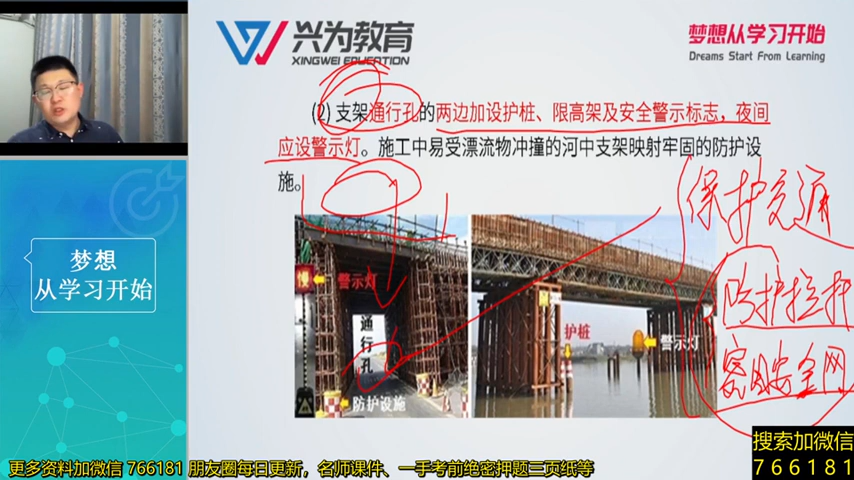 兴为教育
XINGWEI EDUCATION
梦想从学习开始
Dreams Start From Learning
(2) 支架通行孔的两边加设护桩、限高架及安全警示标志，夜间
应设警示灯。施工中易受漂流物冲撞的河中支架映射牢固的防护设
施。
保护交通
防护拦杆
密目安全网
梦想
从学习开始
慢
警示灯
通行孔
防护设施
护桩
警示灯
搜索加微信
766181
更多资料加微信 766181 朋友圈每日更新，名师课件、一手考前绝密押题三页纸等